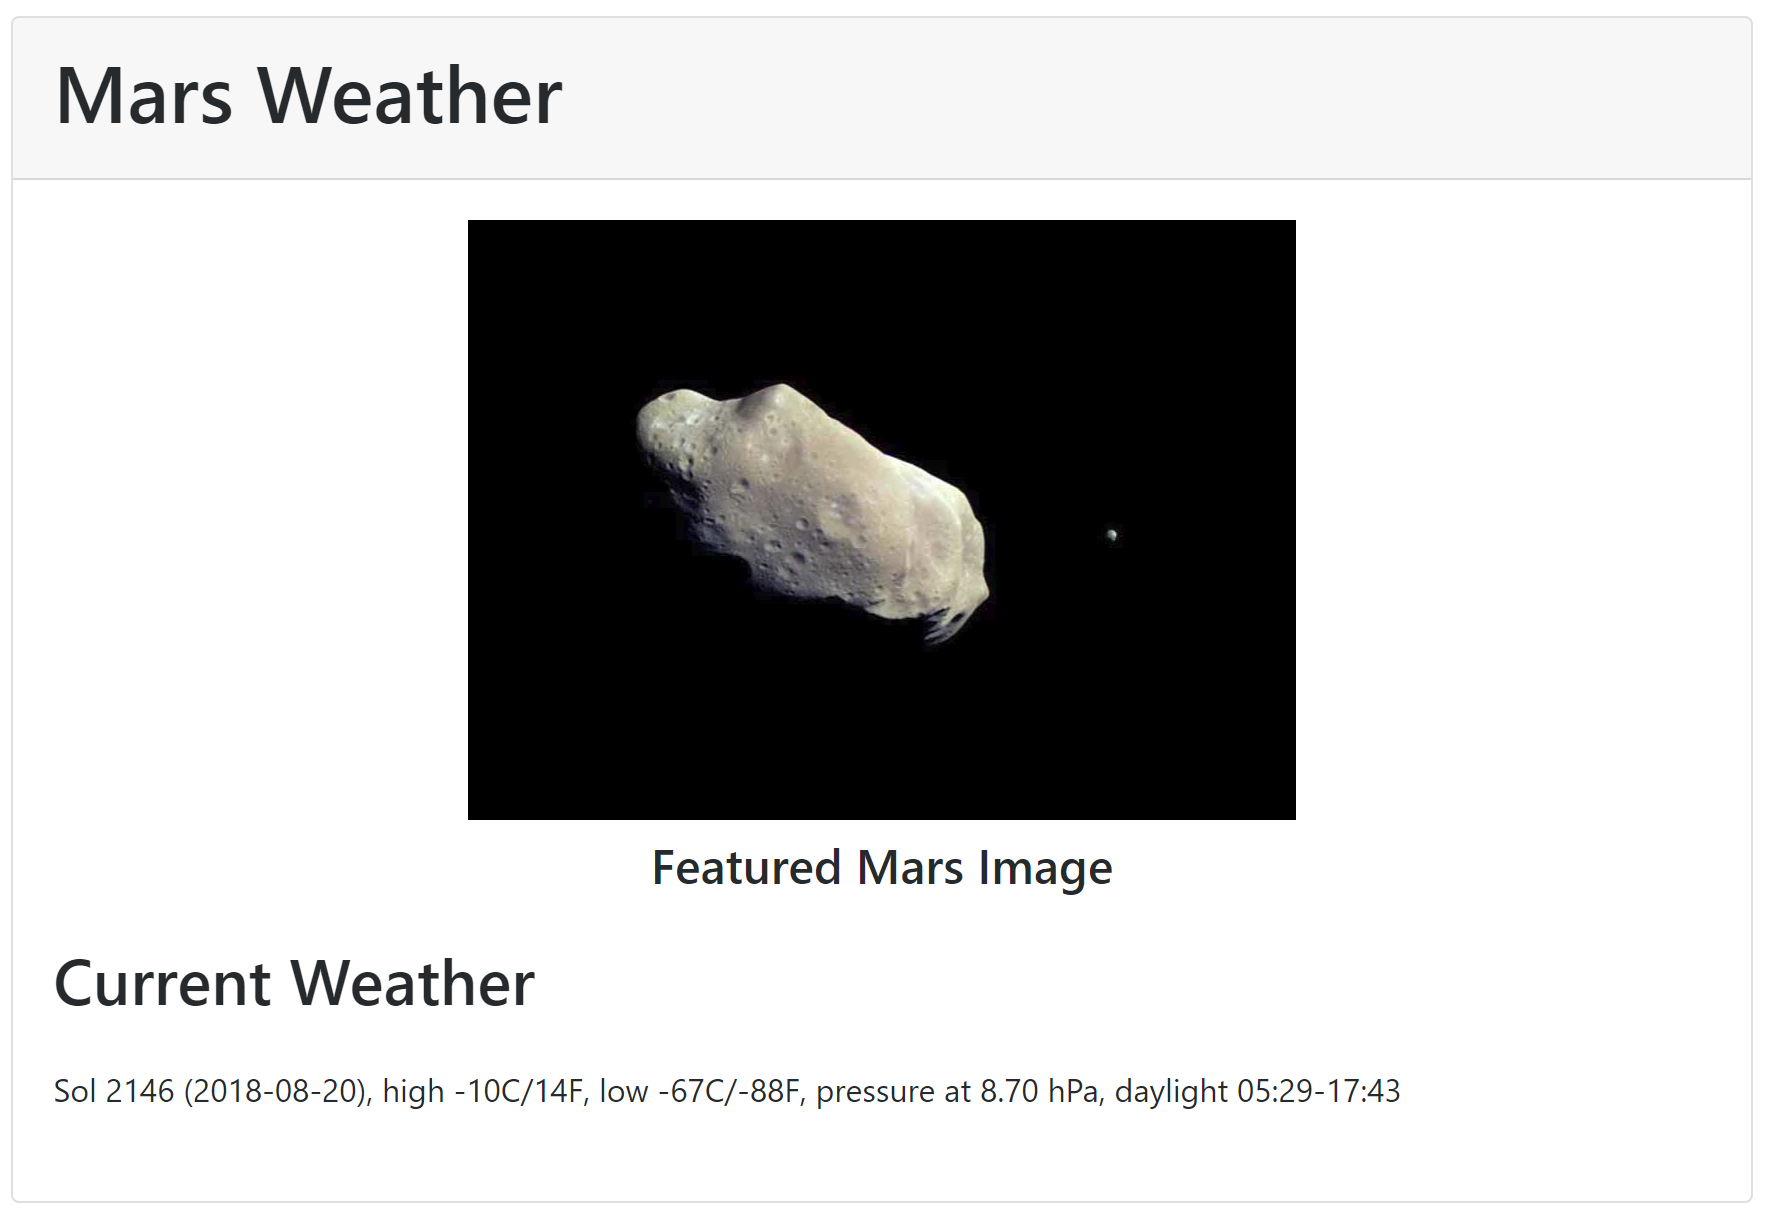 Mars Weather
Featured Mars Image
Current Weather
Sol 2146 (2018-08-20), high -10C/14F, low -67C/-88F, pressure at 8.70 hPa, daylight 05:29-17:43